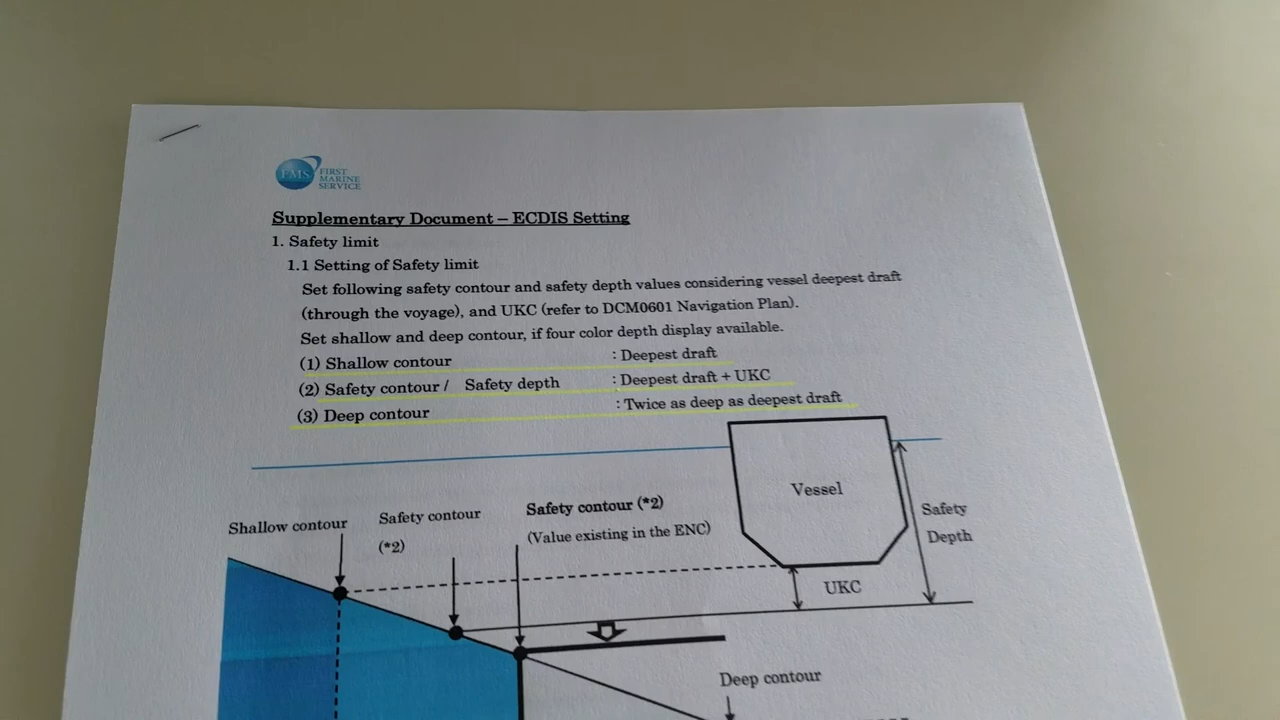 FMS FIRST
MARINE
SERVICE
Supplementary Document – ECDIS Setting
1. Safety limit
1.1 Setting of Safety limit
Set following safety contour and safety depth values considering vessel deepest draft
(through the voyage), and UKC (refer to DCM0601 Navigation Plan).
Set shallow and deep contour, if four color depth display available.
(1) Shallow contour : Deepest draft
(2) Safety contour / Safety depth : Deepest draft + UKC
(3) Deep contour : Twice as deep as deepest draft
Vessel
Shallow contour
Safety contour
(*2)
Safety contour (*2)
(Value existing in the ENC)
Safety
Depth
UKC
Deep contour